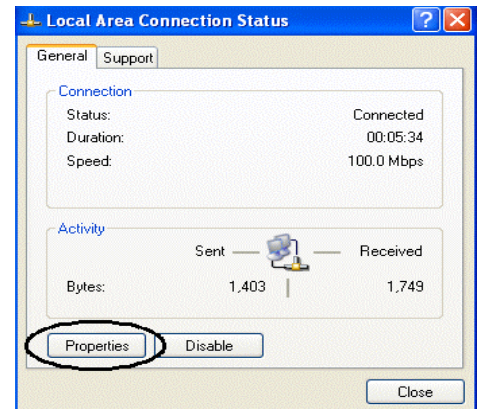 Local Area Connection Status
General Support
Connection
Status: Connected
Duration: 00:05:34
Speed: 100.0 Mbps
Activity
Sent — — Received
Bytes: 1,403 | 1,749
Properties Disable
Close